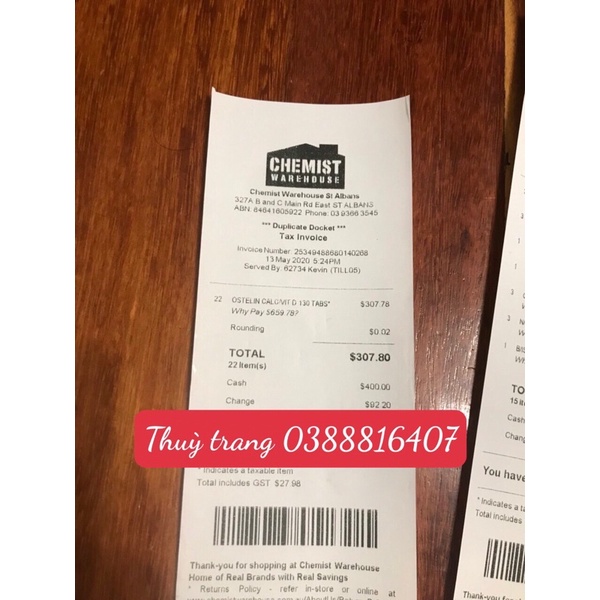 CHEMIST
WAREHOUSE
Chemist Warehouse St Albans
327A B and C Main Rd East ST ALBANS
ABN: 64641605922 Phone: 03 9366 3545
*** Duplicate Docket ***
Tax Invoice
Invoice Number: 25349488680140268
13 May 2020 5:24PM
Served By: 62734 Kevin (TILL05)
22 OSTELIN CALC/VIT D 130 TABS* $307.78
Why Pay $659.78?
Rounding $0.02
TOTAL $307.80
22 Item(s)
Cash $400.00
Change $92.20
Thuỳ trang 0388816407
* Indicates a taxable item
Total includes GST $27.98
Thank-you for shopping at Chemist Warehouse
Home of Real Brands with Real Savings
* Returns Policy - refer in-store or online at
TO
15 it
Cash
Chang
You have
* Indicates a ta
Total includes